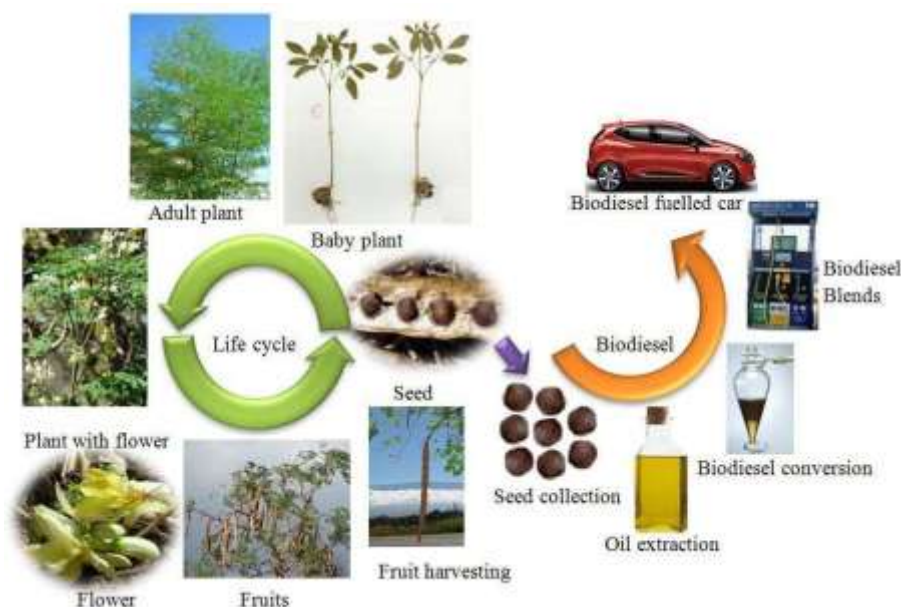 Adult plant
Baby plant
Biodiesel fuelled car
Biodiesel
Blends
Life cycle
Biodiesel
Seed
Plant with flower
Seed collection
Biodiesel conversion
Oil extraction
Fruit harvesting
Flower
Fruits